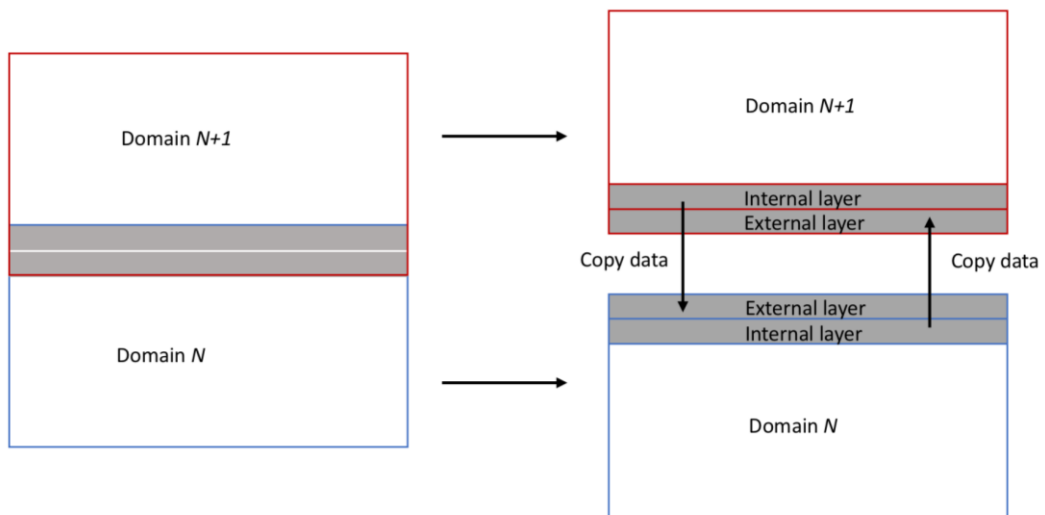 Domain N+1
Domain N
Domain N+1
Internal layer
External layer
Copy data
Copy data
External layer
Internal layer
Domain N